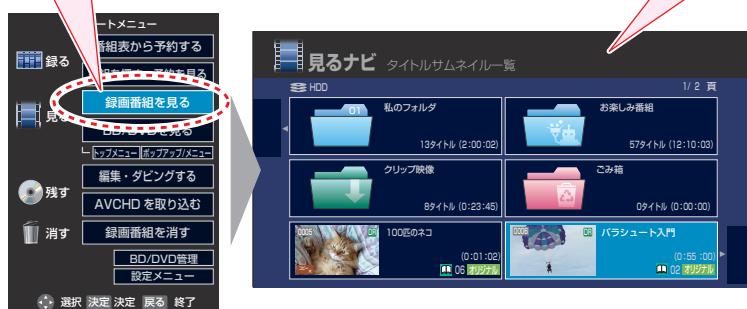 ートメニュー
録る
番組表から予約する
見る
録画番組を見る
BD/DVDを見る
トップメニュー ポップアップ/メニュー
残す
編集・ダビングする
AVCHD を取り込む
消す
録画番組を消す
BD/DVD管理
設定メニュー
選択 決定 決定 戻る 終了
見るナビ タイトルサムネイル一覧
HDD 1/ 2 頁
01 私のフォルダ
13タイトル (2:00:02)
お楽しみ番組
57タイトル (12:10:03)
クリップ映像
8タイトル (0:23:45)
ごみ箱
0タイトル (0:00:00)
0005 DR 100匹のネコ
(0:01:02)
06 オリジナル
0006 DR パラシュート入門
(0:55 :00)
02 オリジナル